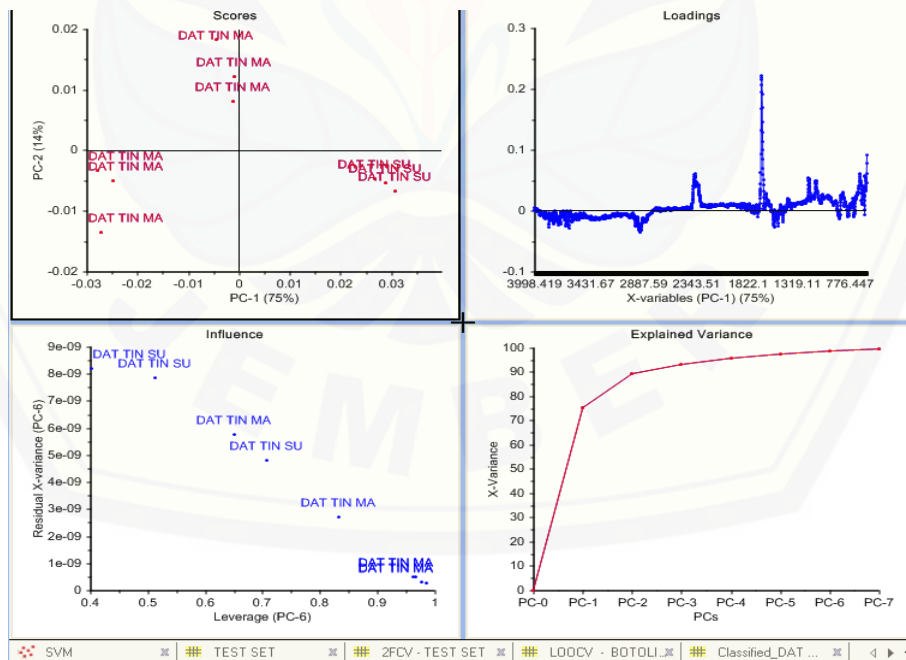 Scores
0.02
0.01
0
-0.01
-0.02
PC-2 (14%)
DAT TIN MA
DAT TIN MA
DAT TIN MA
DAT TIN MA
DAT TIN MA
DAT TIN MA
DAT TIN SU
DAT TIN SU
DAT TIN SU
-0.03 -0.02 -0.01 0 0.01 0.02 0.03
PC-1 (75%)
Loadings
0.3
0.2
0.1
0
-0.1
3998.419 3431.67 2887.59 2343.51 1822.1 1319.11 776.447
X-variables (PC-1) (75%)
Influence
9e-09
8e-09
7e-09
6e-09
5e-09
4e-09
3e-09
2e-09
1e-09
0
Residual X-variance (PC-6)
DAT TIN SU
DAT TIN SU
DAT TIN MA
DAT TIN SU
DAT TIN MA
DAT TIN MA
DAT TIN MA
0.4 0.5 0.6 0.7 0.8 0.9 1
Leverage (PC-6)
Explained Variance
100
90
80
70
60
50
40
30
20
10
0
X-Variance
PC-0 PC-1 PC-2 PC-3 PC-4 PC-5 PC-6 PC-7
PCs
SVM TEST SET 2FCV - TEST SET LOOCV - BOTOLI... Classified_DAT ...